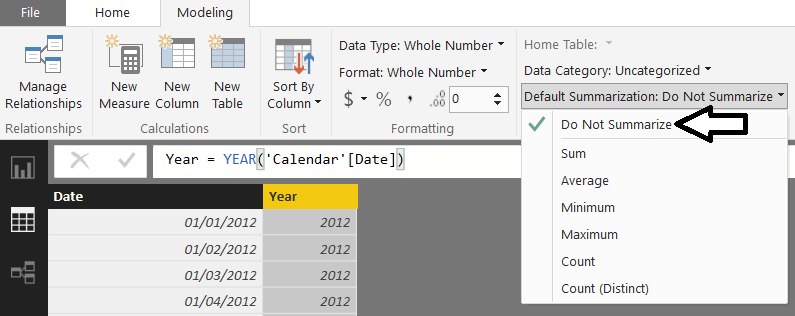 File Home Modeling
Manage Relationships
Relationships
New Measure
New Column
New Table
Calculations
Sort By Column
Sort
Data Type: Whole Number
Format: Whole Number
$ % , .00 0
Formatting
Home Table:
Data Category: Uncategorized
Default Summarization: Do Not Summarize
Do Not Summarize
Sum
Average
Minimum
Maximum
Count
Count (Distinct)
Year = YEAR('Calendar'[Date])
Date Year
01/01/2012 2012
01/02/2012 2012
01/03/2012 2012
01/04/2012 2012